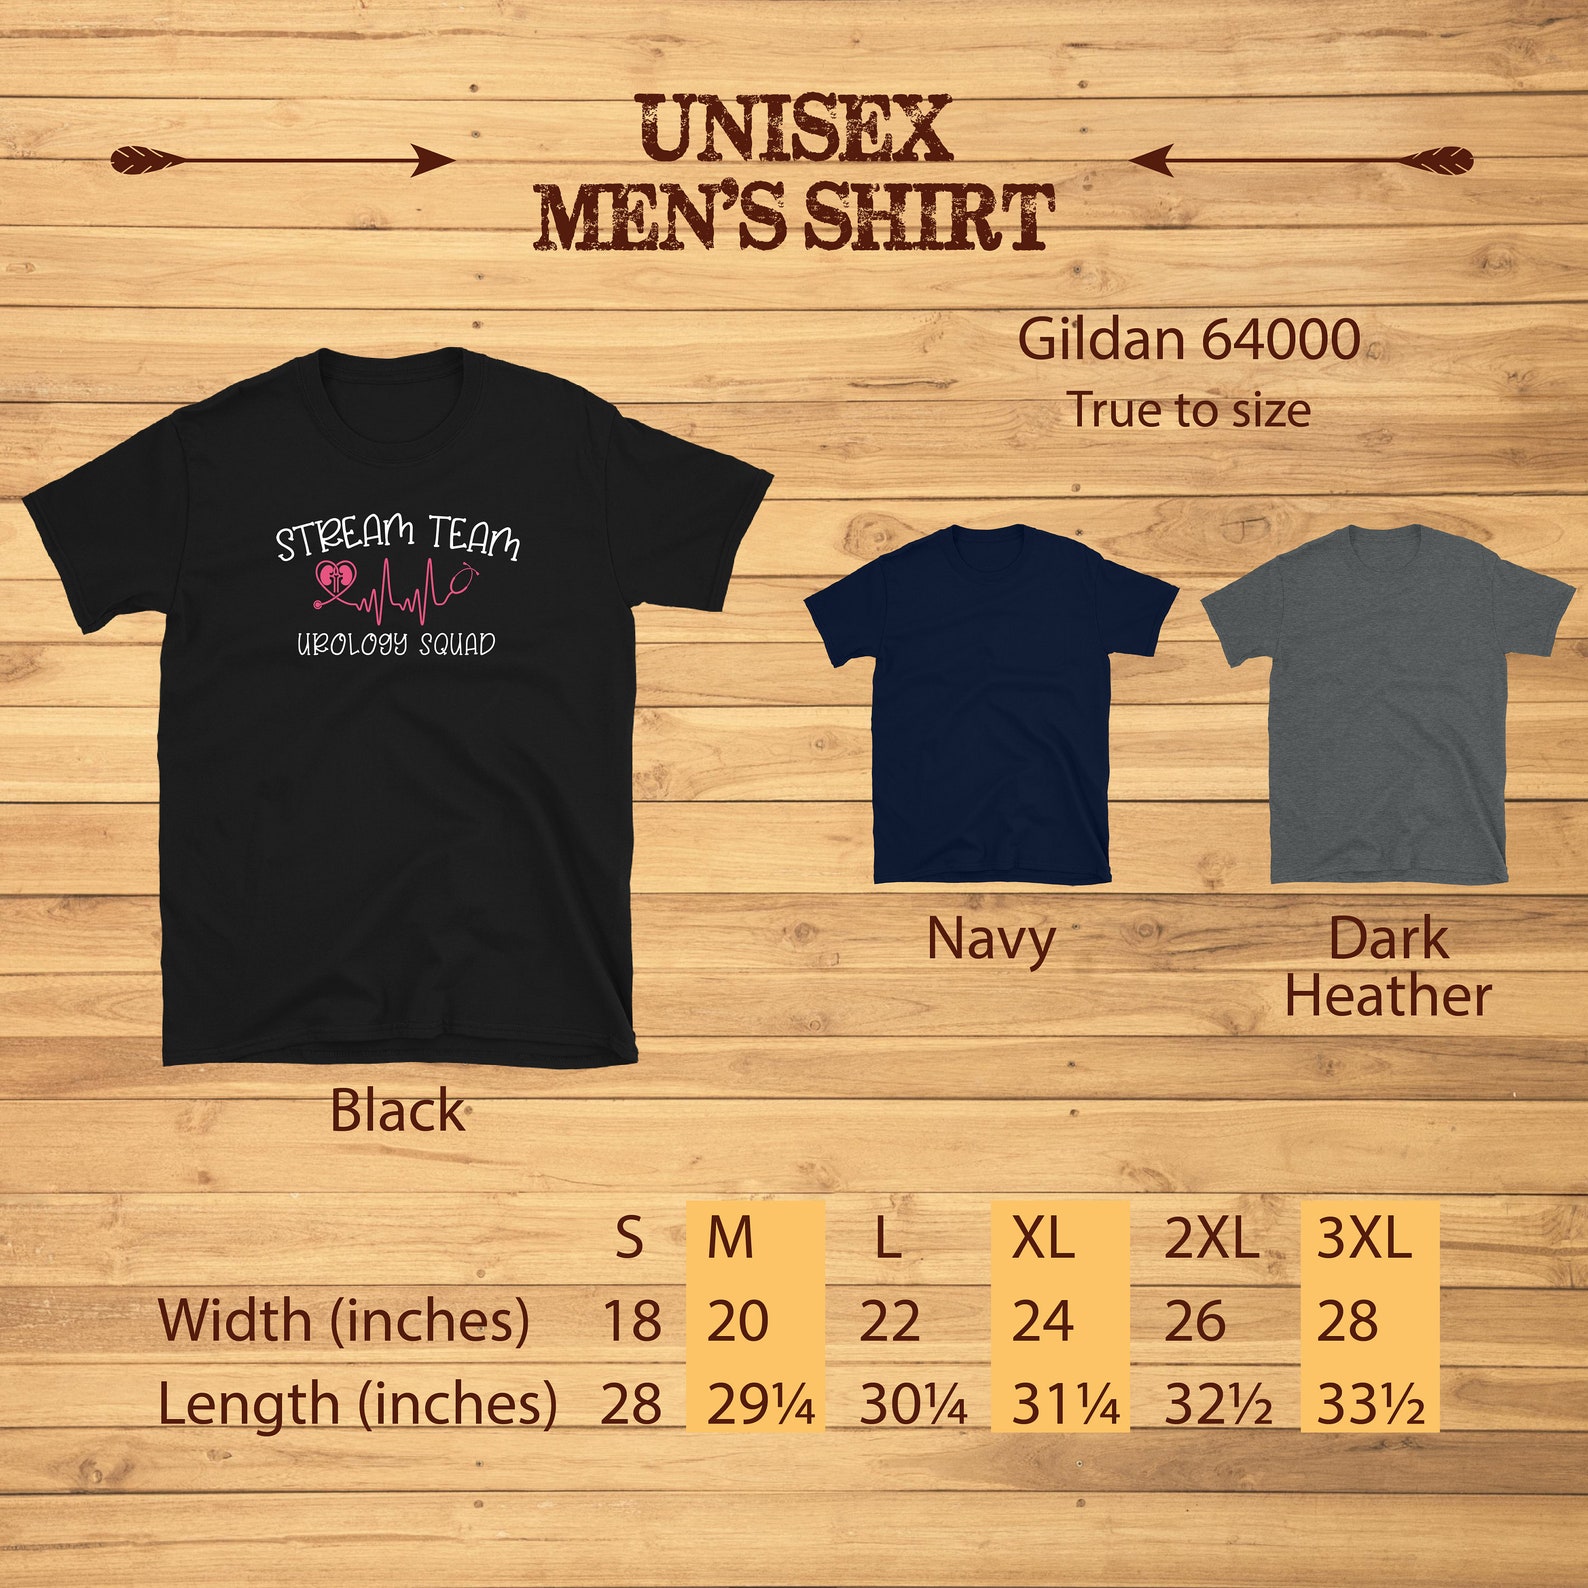 UNISEX
MEN'S SHIRT
Gildan 64000
True to size
STREAM TEAM
UROLOGY SQUAD
Navy
Dark
Heather
Black
S M L XL 2XL 3XL
Width (inches) 18 20 22 24 26 28
Length (inches) 28 29¼ 30¼ 31¼ 32½ 33½